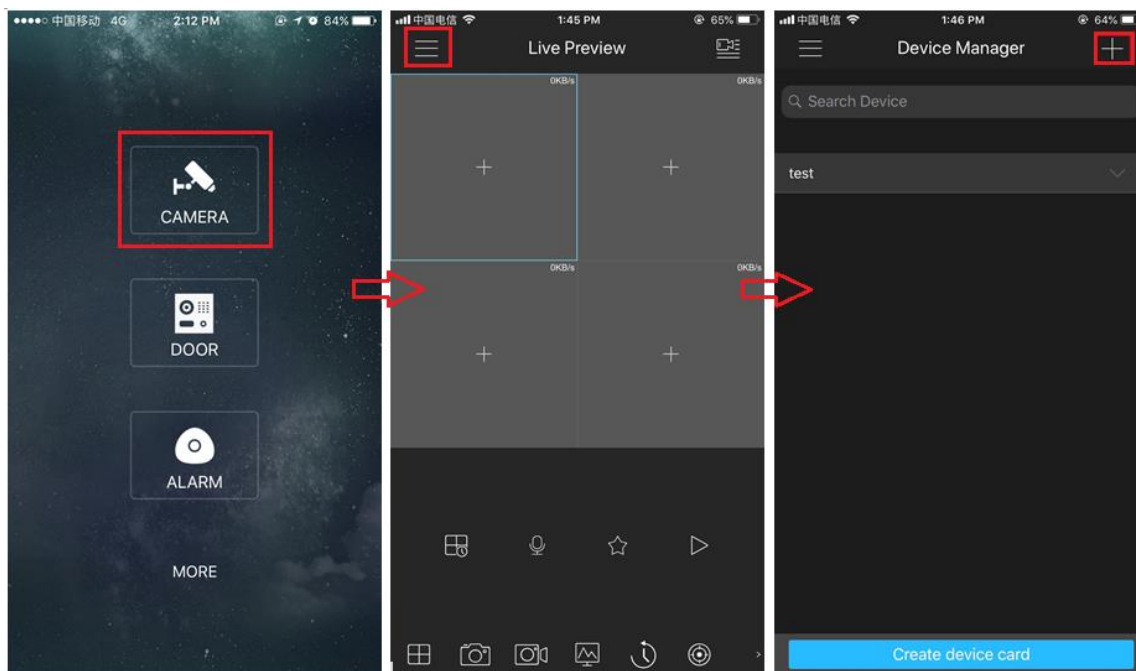 中国移动 4G 2:12 PM 84%
CAMERA
DOOR
ALARM
MORE
中国电信 1:45 PM 65%
Live Preview
0KB/s 0KB/s
0KB/s 0KB/s
中国电信 1:46 PM 64%
Device Manager
Search Device
test
Create device card